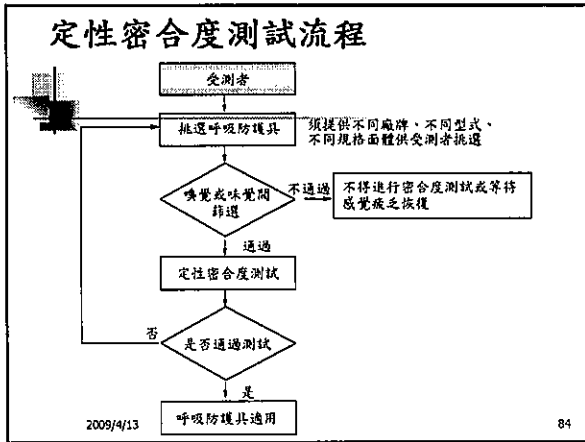 定性密合度測試流程
受測者
挑選呼吸防護具
須提供不同廠牌、不同型式、
不同規格面體供受測者挑選
嗅覺或味覺閾
篩選
不通過
不得進行密合度測試或等待
感覺疲乏恢復
通過
定性密合度測試
否
是否通過測試
是
呼吸防護具適用
2009/4/13
84